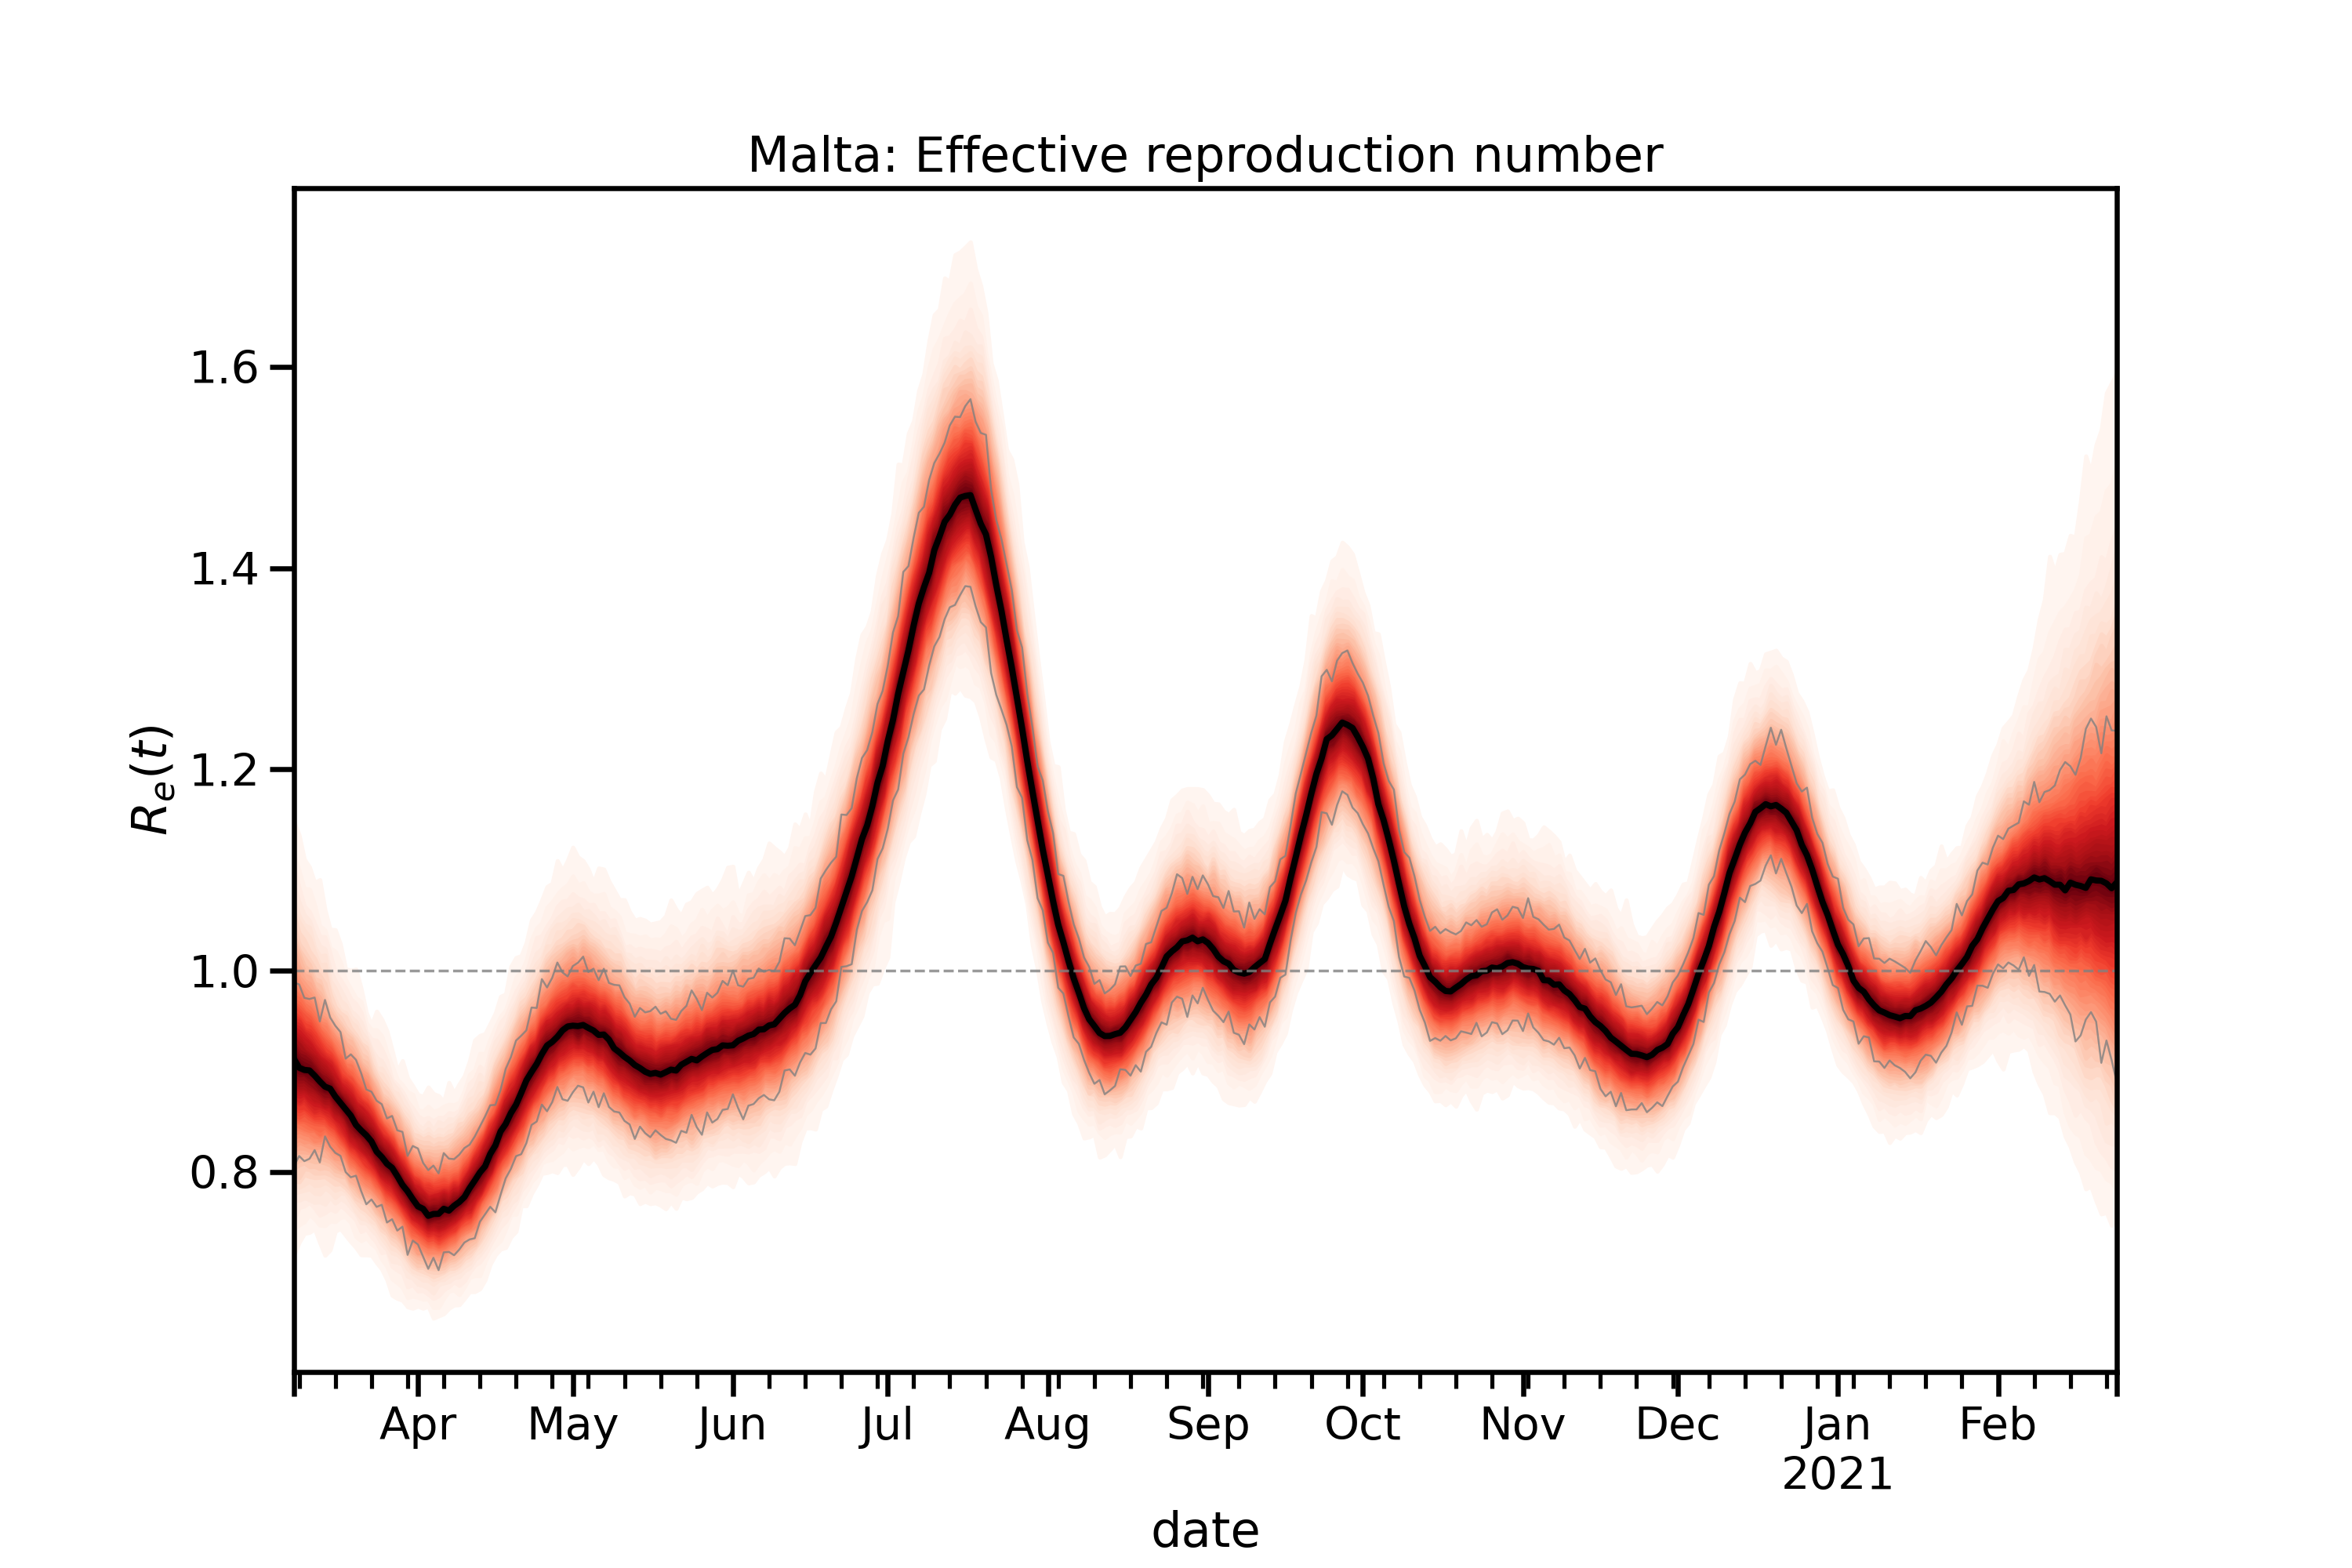 Malta: Effective reproduction number
1.6
1.4
1.2
1.0
0.8
Rₑ(t)
Apr May Jun Jul Aug Sep Oct Nov Dec Jan Feb
2021
date